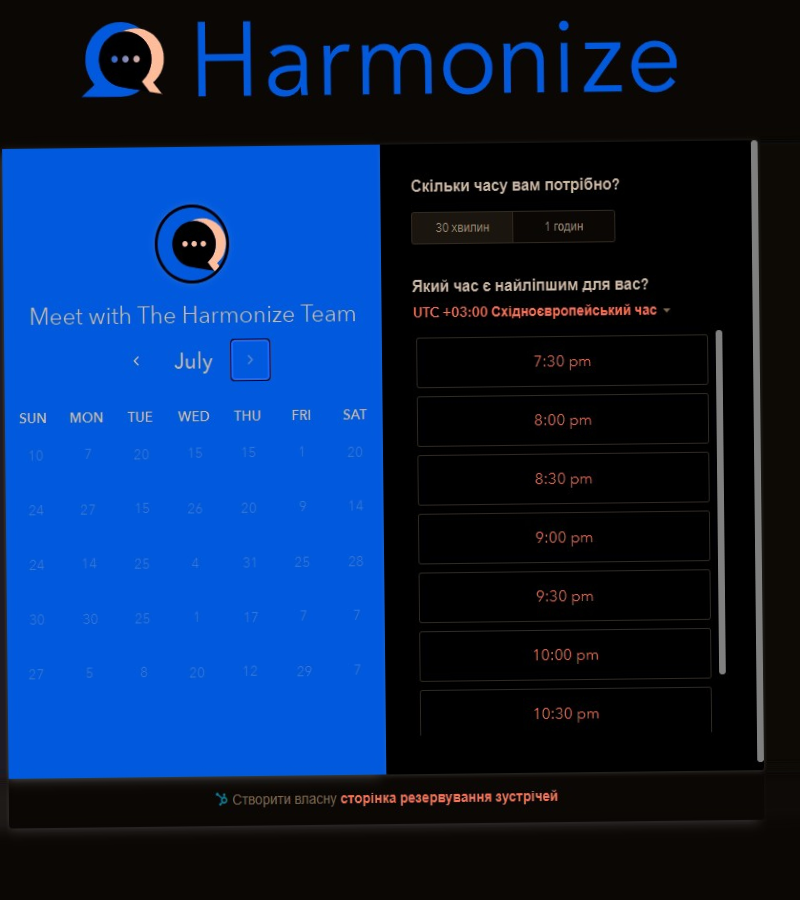 Harmonize
Meet with The Harmonize Team
July
SUN MON TUE WED THU FRI SAT
10 7 20 15 15 1 20
24 27 15 26 20 9 14
24 14 25 4 31 25 28
30 30 25 1 17 7 7
27 5 8 20 12 29 7
Скільки часу вам потрібно?
30 хвилин 1 годин
Який час є найліпшим для вас?
UTC +03:00 Східноєвропейський час
7:30 pm
8:00 pm
8:30 pm
9:00 pm
9:30 pm
10:00 pm
10:30 pm
Створити власну сторінка резервування зустрічей